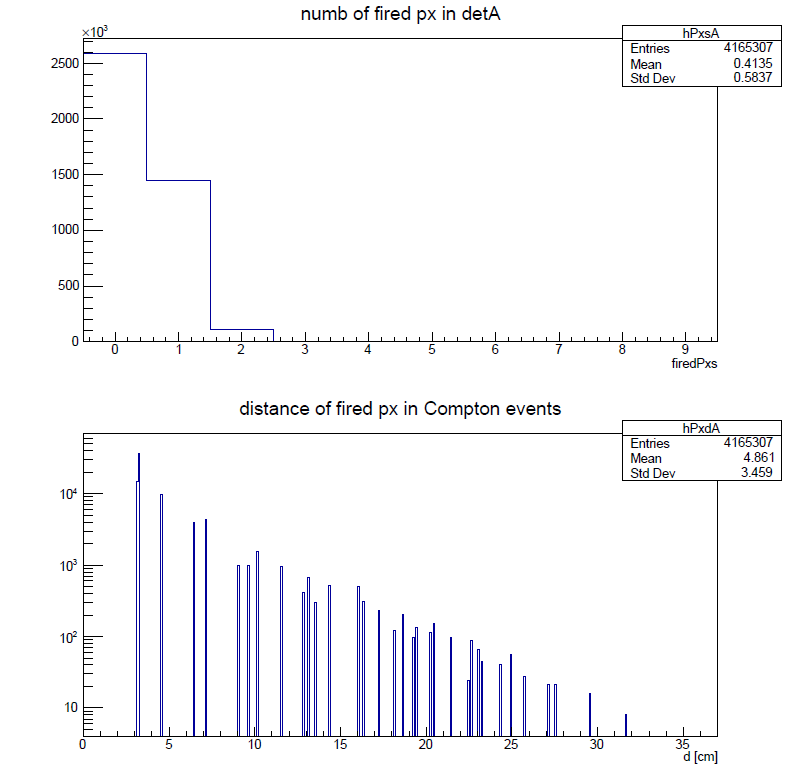 numb of fired px in detA
×10³
hPxsA
Entries 4165307
Mean 0.4135
Std Dev 0.5837
2500
2000
1500
1000
500
0
0 1 2 3 4 5 6 7 8 9
firedPxs
distance of fired px in Compton events
hPxdA
Entries 4165307
Mean 4.861
Std Dev 3.459
10⁴
10³
10²
10
0 5 10 15 20 25 30 35
d [cm]